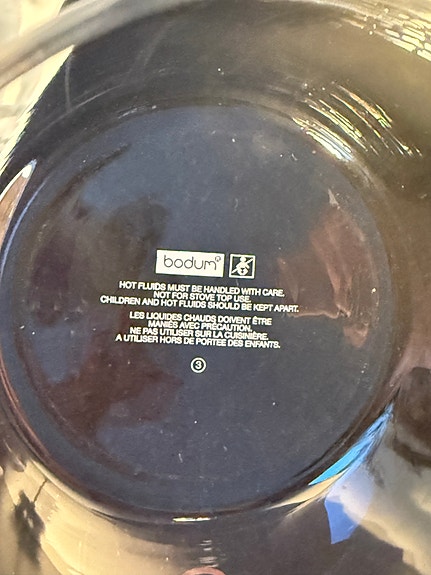 bodum®
HOT FLUIDS MUST BE HANDLED WITH CARE.
NOT FOR STOVE TOP USE.
CHILDREN AND HOT FLUIDS SHOULD BE KEPT APART.
LES LIQUIDES CHAUDS DOIVENT ÊTRE
MANIÉS AVEC PRÉCAUTION.
NE PAS UTILISER SUR LA CUISINIÈRE.
A UTILISER HORS DE PORTEE DES ENFANTS.
3